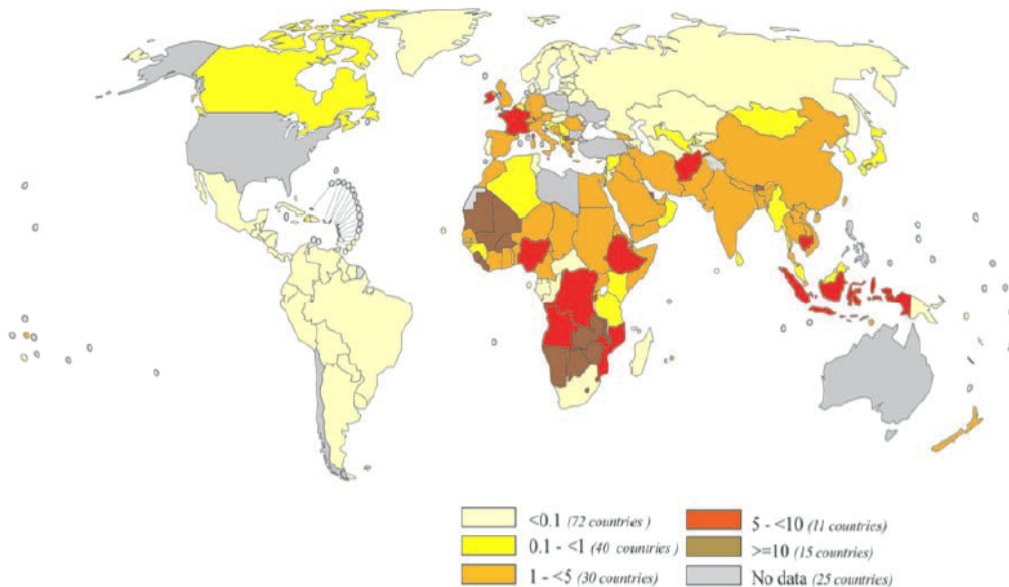 <0.1 (72 countries )
0.1 - <1 (40 countries )
1 - <5 (30 countries)
5 - <10 (11 countries)
>=10 (15 countries)
No data (25 countries)